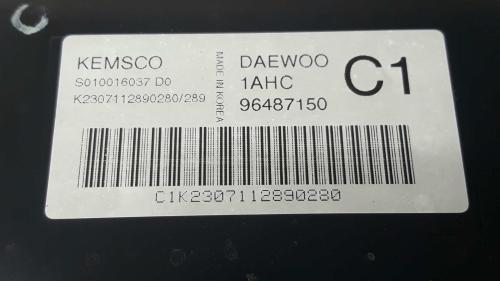 KEMSCO
S010016037 D0
K2307112890280/289
MADE IN KOREA
DAEWOO
1AHC
96487150
C1
C1K2307112890280